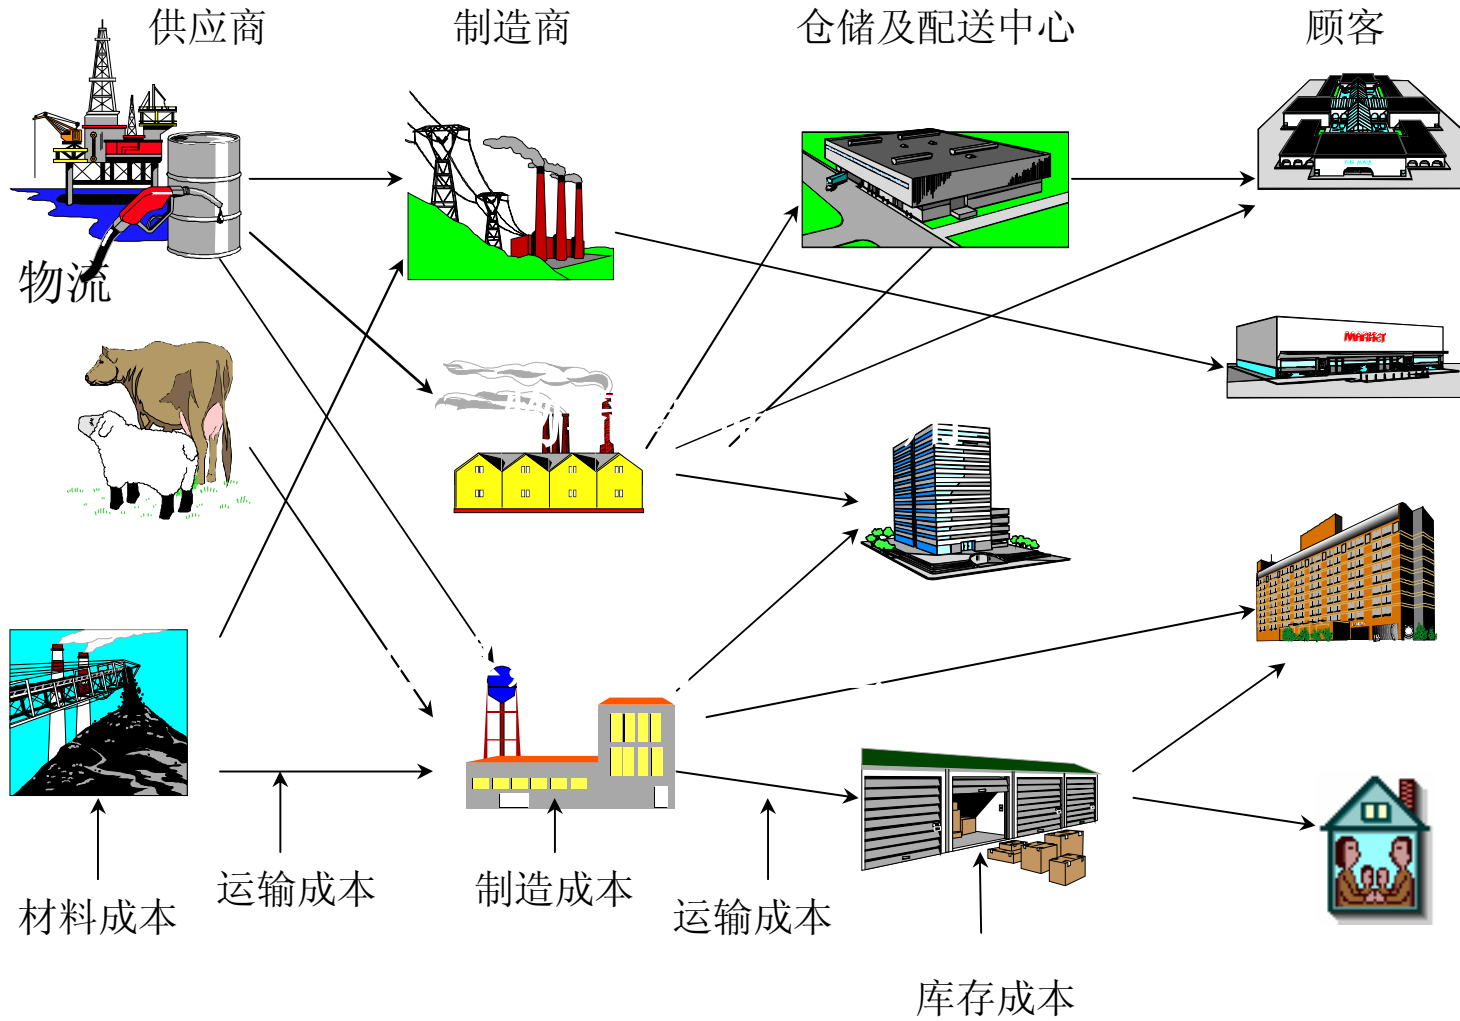 供应商
制造商
仓储及配送中心
顾客
物流
材料成本
运输成本
制造成本
运输成本
库存成本